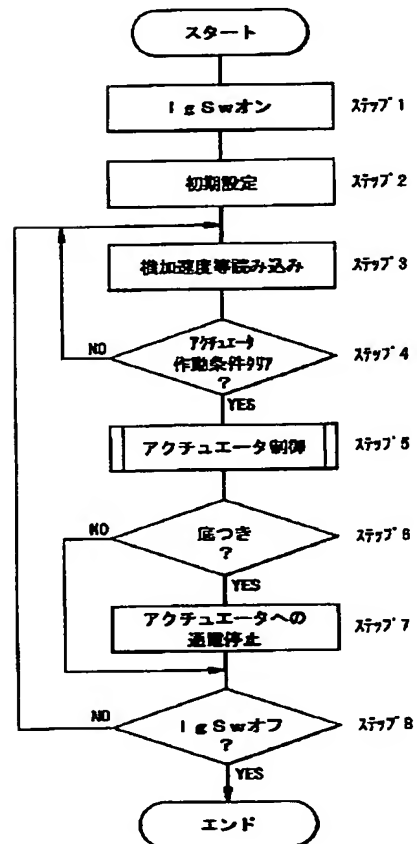 スタート
IgSwオン ステップ1
初期設定 ステップ2
横加速度等読み込み ステップ3
アクチュエータ
NO 作動条件クリア ステップ4
?
YES
アクチュエータ制御 ステップ5
NO 底つき ステップ6
?
YES
アクチュエータへの
通電停止 ステップ7
NO IgSwオフ ステップ8
?
YES
エンド